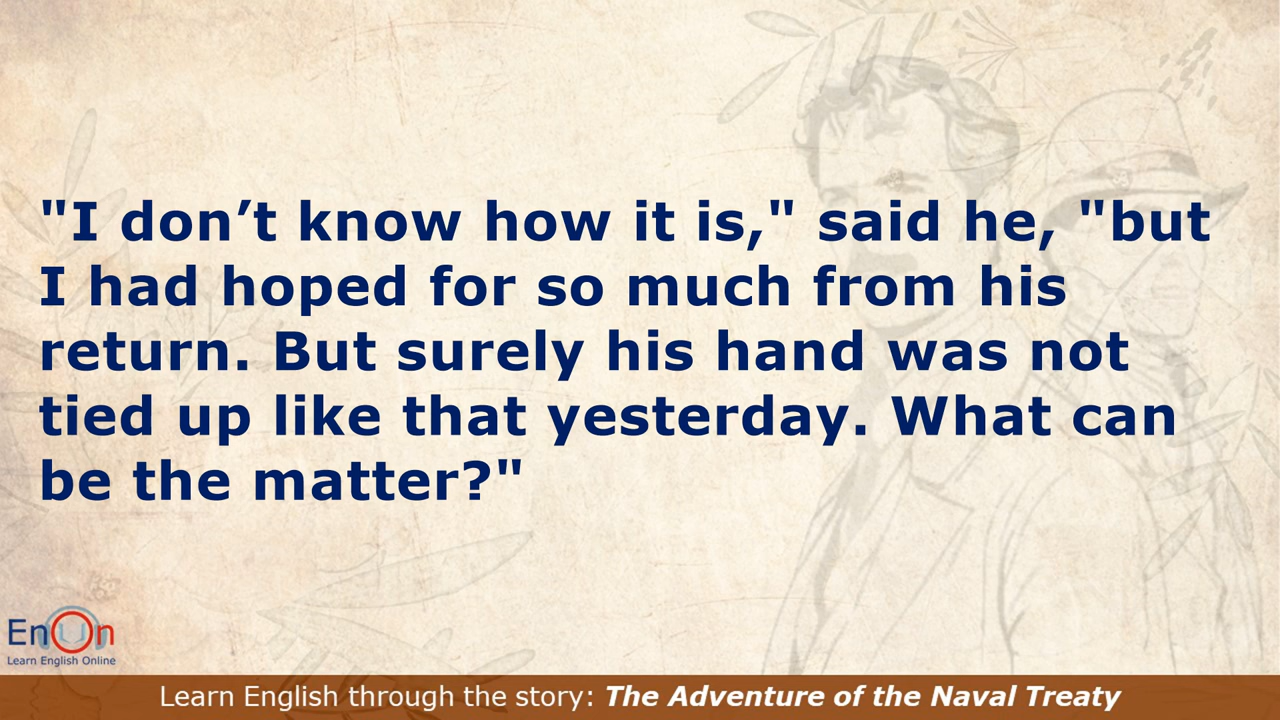 "I don’t know how it is," said he, "but
I had hoped for so much from his
return. But surely his hand was not
tied up like that yesterday. What can
be the matter?"
EnOn
Learn English Online
Learn English through the story: The Adventure of the Naval Treaty